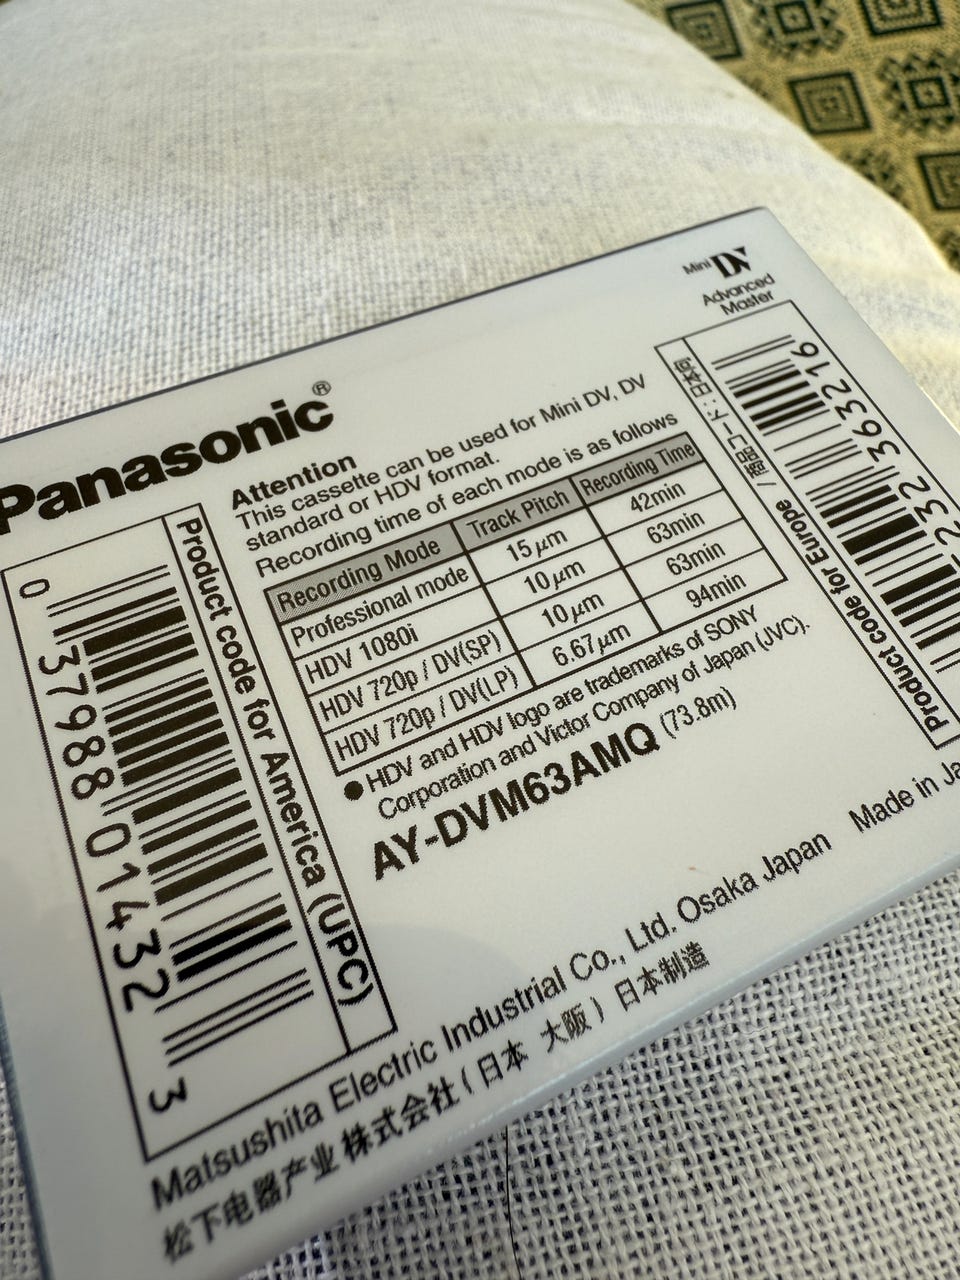 Mini DV
Advanced
Master
Panasonic®
Attention
This cassette can be used for Mini DV, DV
standard or HDV format.
Recording time of each mode is as follows
Recording Mode Track Pitch Recording Time
Professional mode 15μm 42min
HDV 1080i 10μm 63min
HDV 720p / DV(SP) 10μm 63min
HDV 720p / DV(LP) 6.67μm 94min
● HDV and HDV logo are trademarks of SONY
Corporation and Victor Company of Japan (JVC).
AY-DVM63AMQ (73.8m)
Product code for America (UPC)
0 37988 01432 3
Product code for Europe /
232 363216
Matsushita Electric Industrial Co., Ltd. Osaka Japan Made in
松下电器产业株式会社(日本 大阪) 日本制造